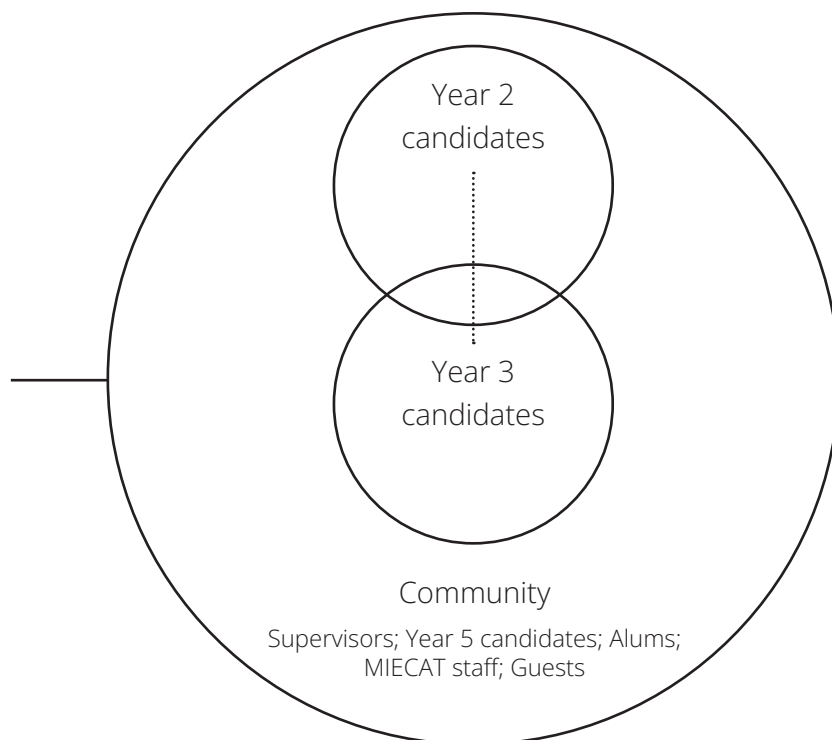 Year 2
candidates
Year 3
candidates
Community
Supervisors; Year 5 candidates; Alums;
MIECAT staff; Guests